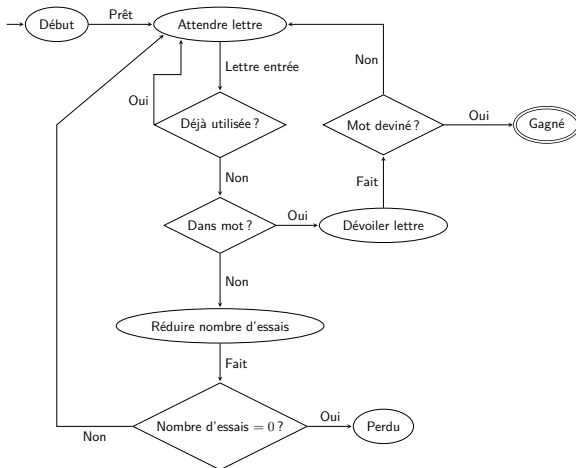 Prêt
Début
Attendre lettre
Lettre entrée
Non
Oui
Déjà utilisée ?
Mot deviné ?
Oui
Gagné
Non
Fait
Dans mot ?
Oui
Dévoiler lettre
Non
Réduire nombre d'essais
Fait
Nombre d'essais = 0 ?
Oui
Perdu
Non